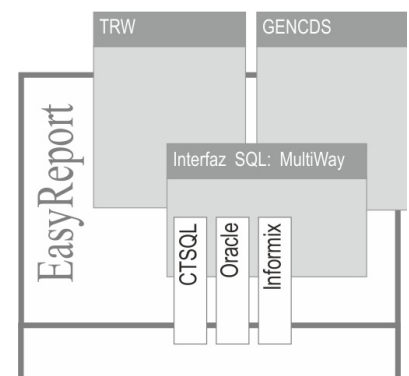 TRW
GENCDS
EasyReport
Interfaz SQL: MultiWay
CTSQL
Oracle
Informix